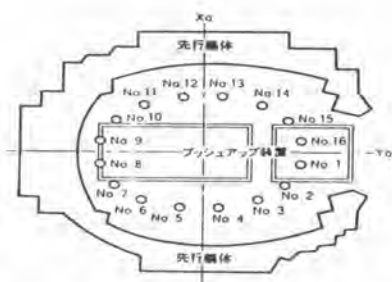 Xa
先行躯体
No 12 No 13
No 11 No 14
No 10 No 15
No 9 No 16
プッシュアップ装置 -Ya
No 8 No 1
No 7 No 2
No 6 No 3
No 5 No 4
先行躯体